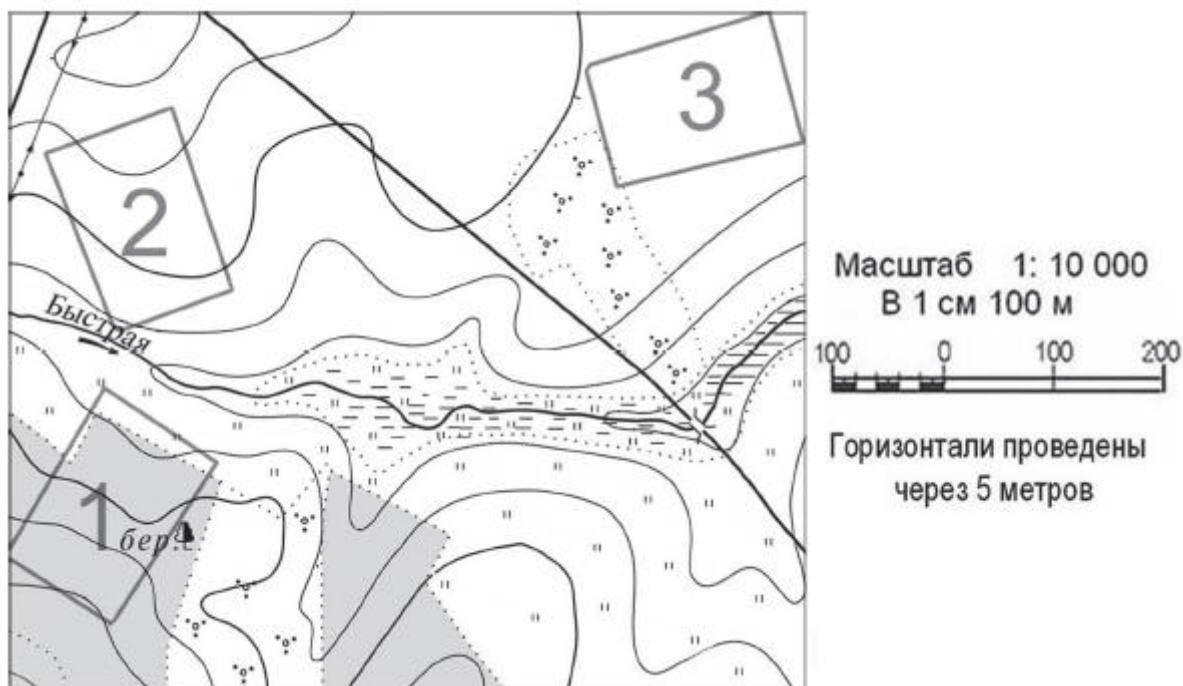 3
2
Быстрая
1
бер.
Масштаб 1: 10 000
В 1 см 100 м
100 0 100 200
Горизонтали проведены
через 5 метров